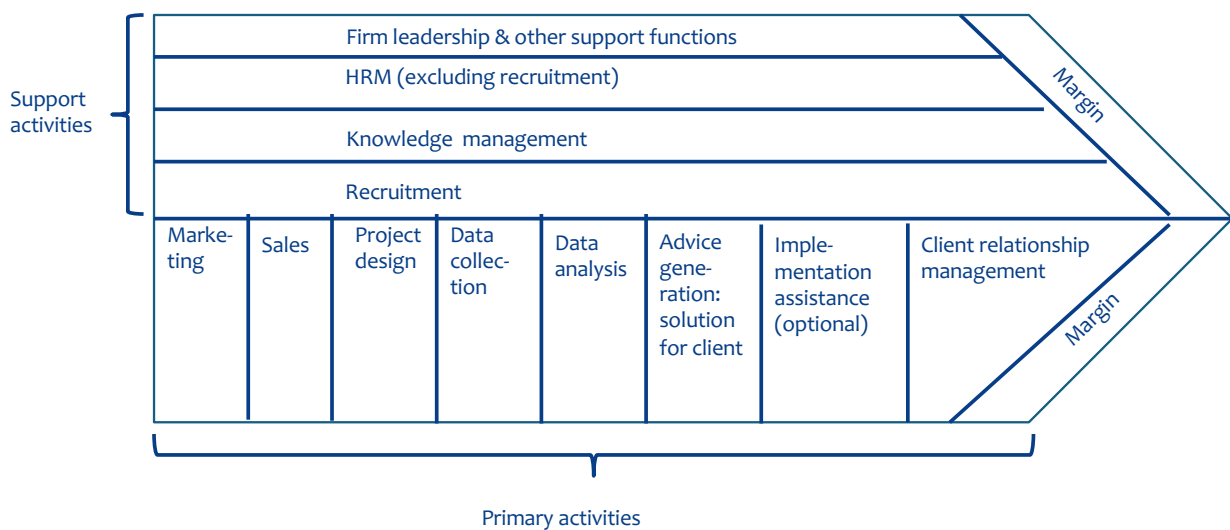 Firm leadership & other support functions
HRM (excluding recruitment)
Support
activities
Knowledge management
Recruitment
Margin
Marke-
ting
Sales
Project
design
Data
collec-
tion
Data
analysis
Advice
gene-
ration:
solution
for client
Imple-
mentation
assistance
(optional)
Client relationship
management
Margin
Primary activities